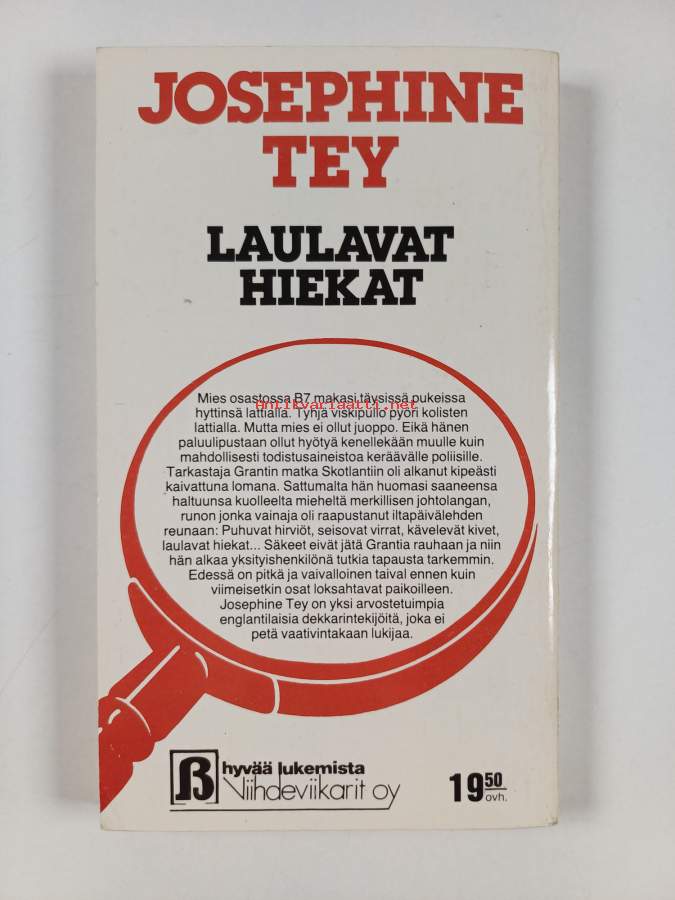 JOSEPHINE
TEY
LAULAVAT
HIEKAT
Mies osastossa B7 makasi täysissä pukeissa
hyttinsä lattialla. Tyhjä viskipullo pyöri kolisten
Antikvariaatti.net
lattialla. Mutta mies ei ollut juoppo. Eikä hänen
paluulipustaan ollut hyötyä kenellekään muulle kuin
mahdollisesti todistusaineistoa keräävälle poliisille.
Tarkastaja Grantin matka Skotlantiin oli alkanut kipeästi
kaivattuna lomana. Sattumalta hän huomasi saaneensa
haltuunsa kuolleelta mieheltä merkillisen johtolangan,
runon jonka vainaja oli raapustanut iltapäivälehden
reunaan: Puhuvat hirviöt, seisovat virrat, kävelevät kivet,
laulavat hiekat... Säkeet eivät jätä Grantia rauhaan ja niin
hän alkaa yksityishenkilönä tutkia tapausta tarkemmin.
Edessä on pitkä ja vaivalloinen taival ennen kuin
viimeisetkin osat loksahtavat paikoilleen.
Josephine Tey on yksi arvostetuimpia
englantilaisia dekkarintekijöitä, joka ei
petä vaativintakaan lukijaa.
hyvää lukemista
Viihdeviikarit oy
19 50
ovh.